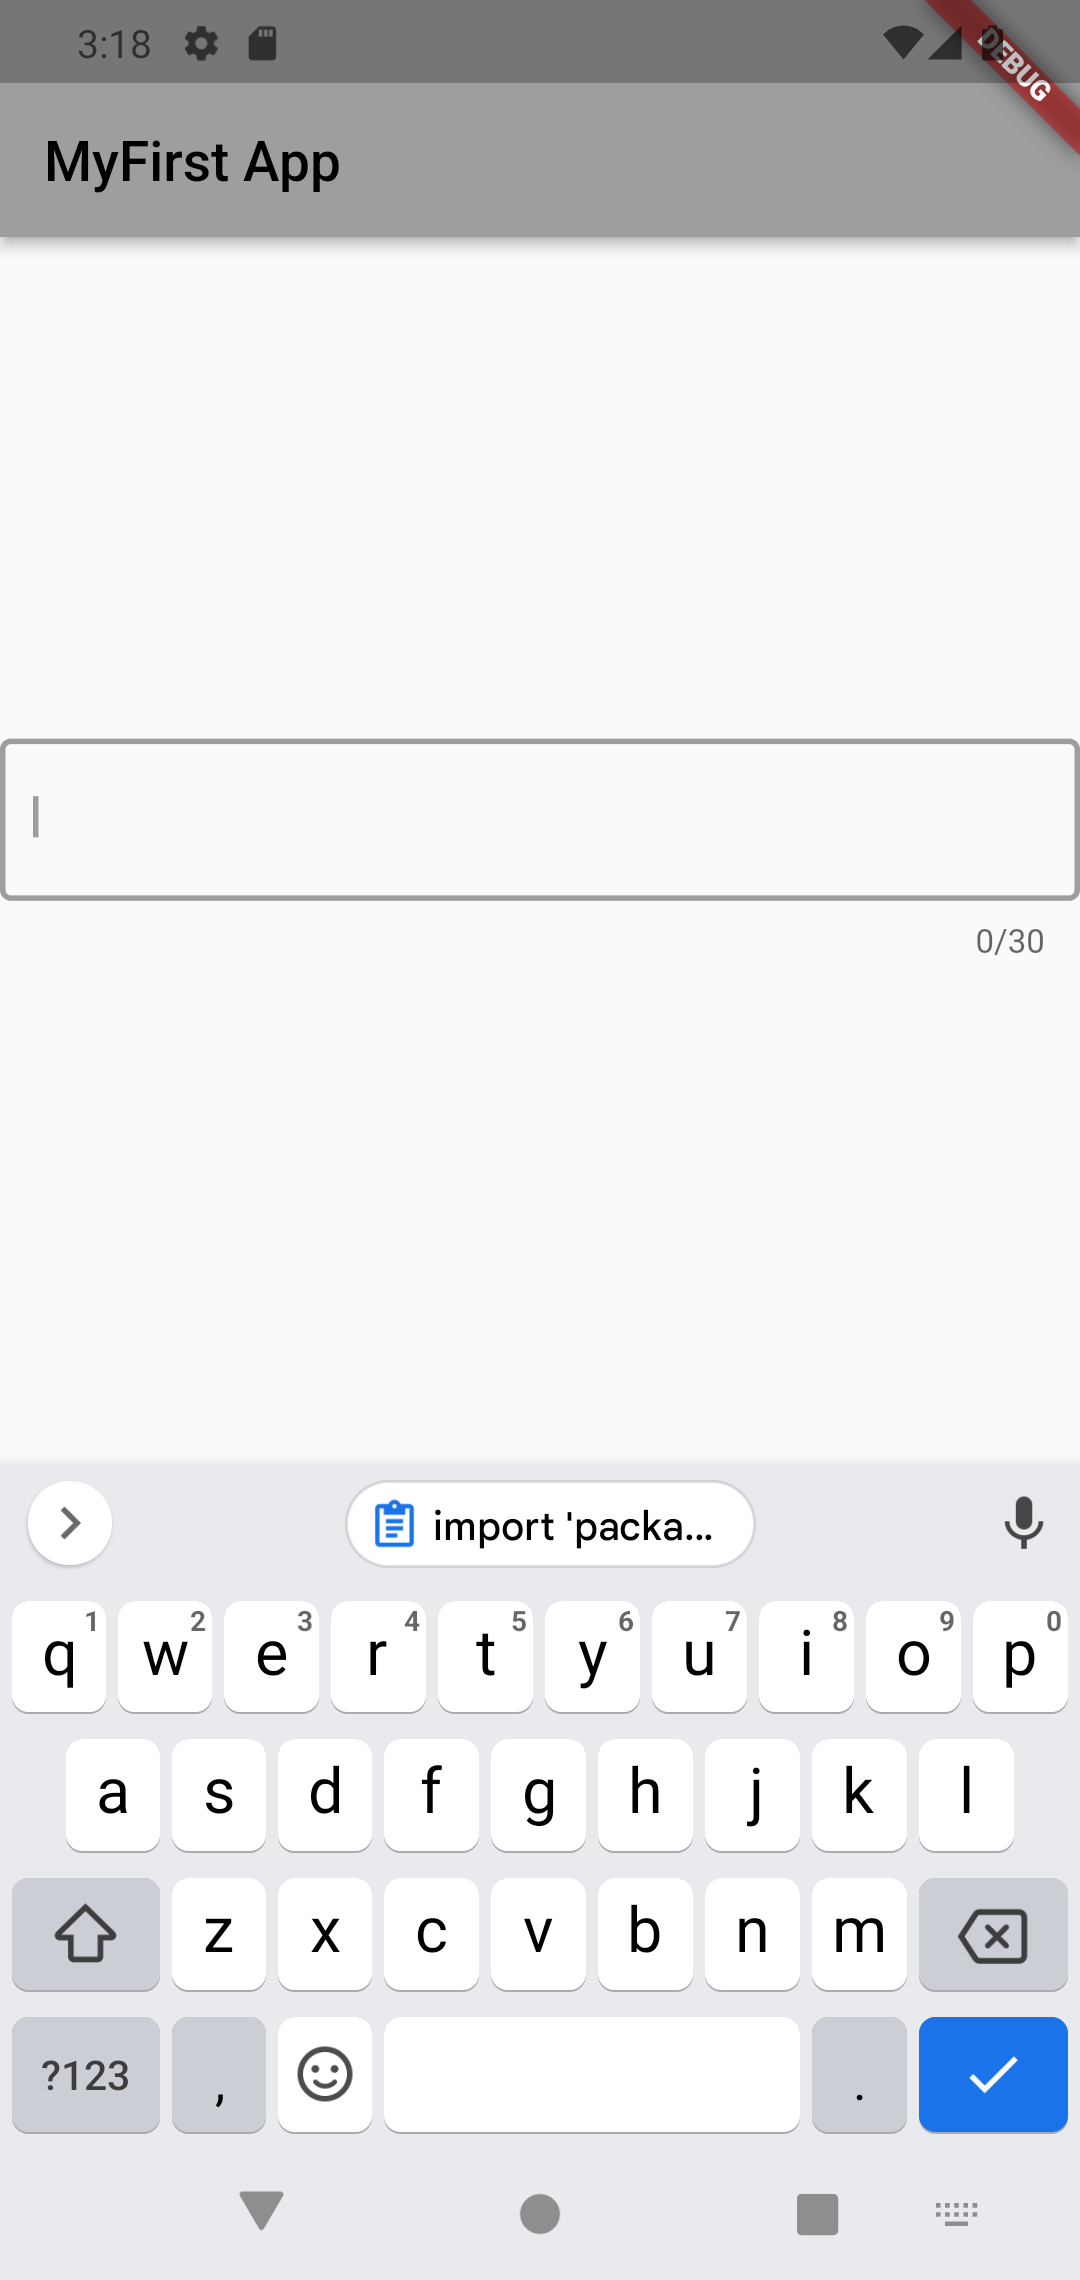 3:18
DEBUG
MyFirst App
0/30
import 'packa...
q 1 w 2 e 3 r 4 t 5 y 6 u 7 i 8 o 9 p 0
a s d f g h j k l
z x c v b n m
?123 , .